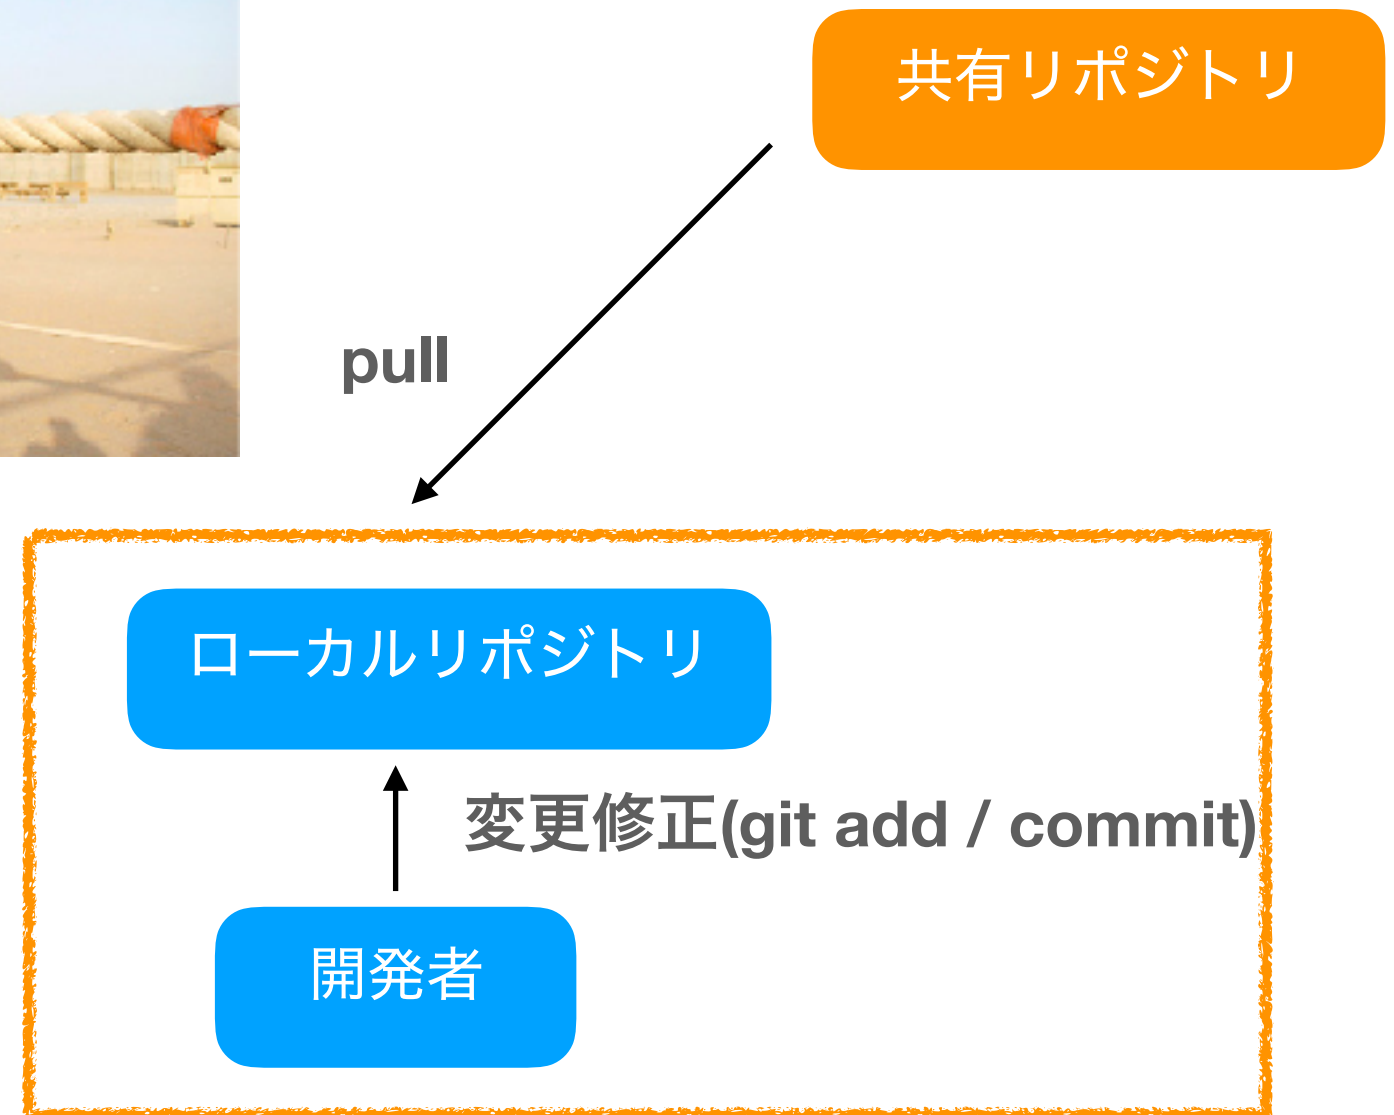 共有リポジトリ
pull
ローカルリポジトリ
変更修正(git add / commit)
開発者